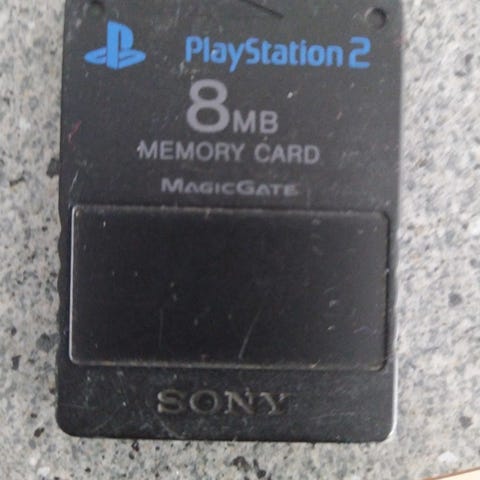 PlayStation 2
8MB
MEMORY CARD
MAGICGATE
SONY